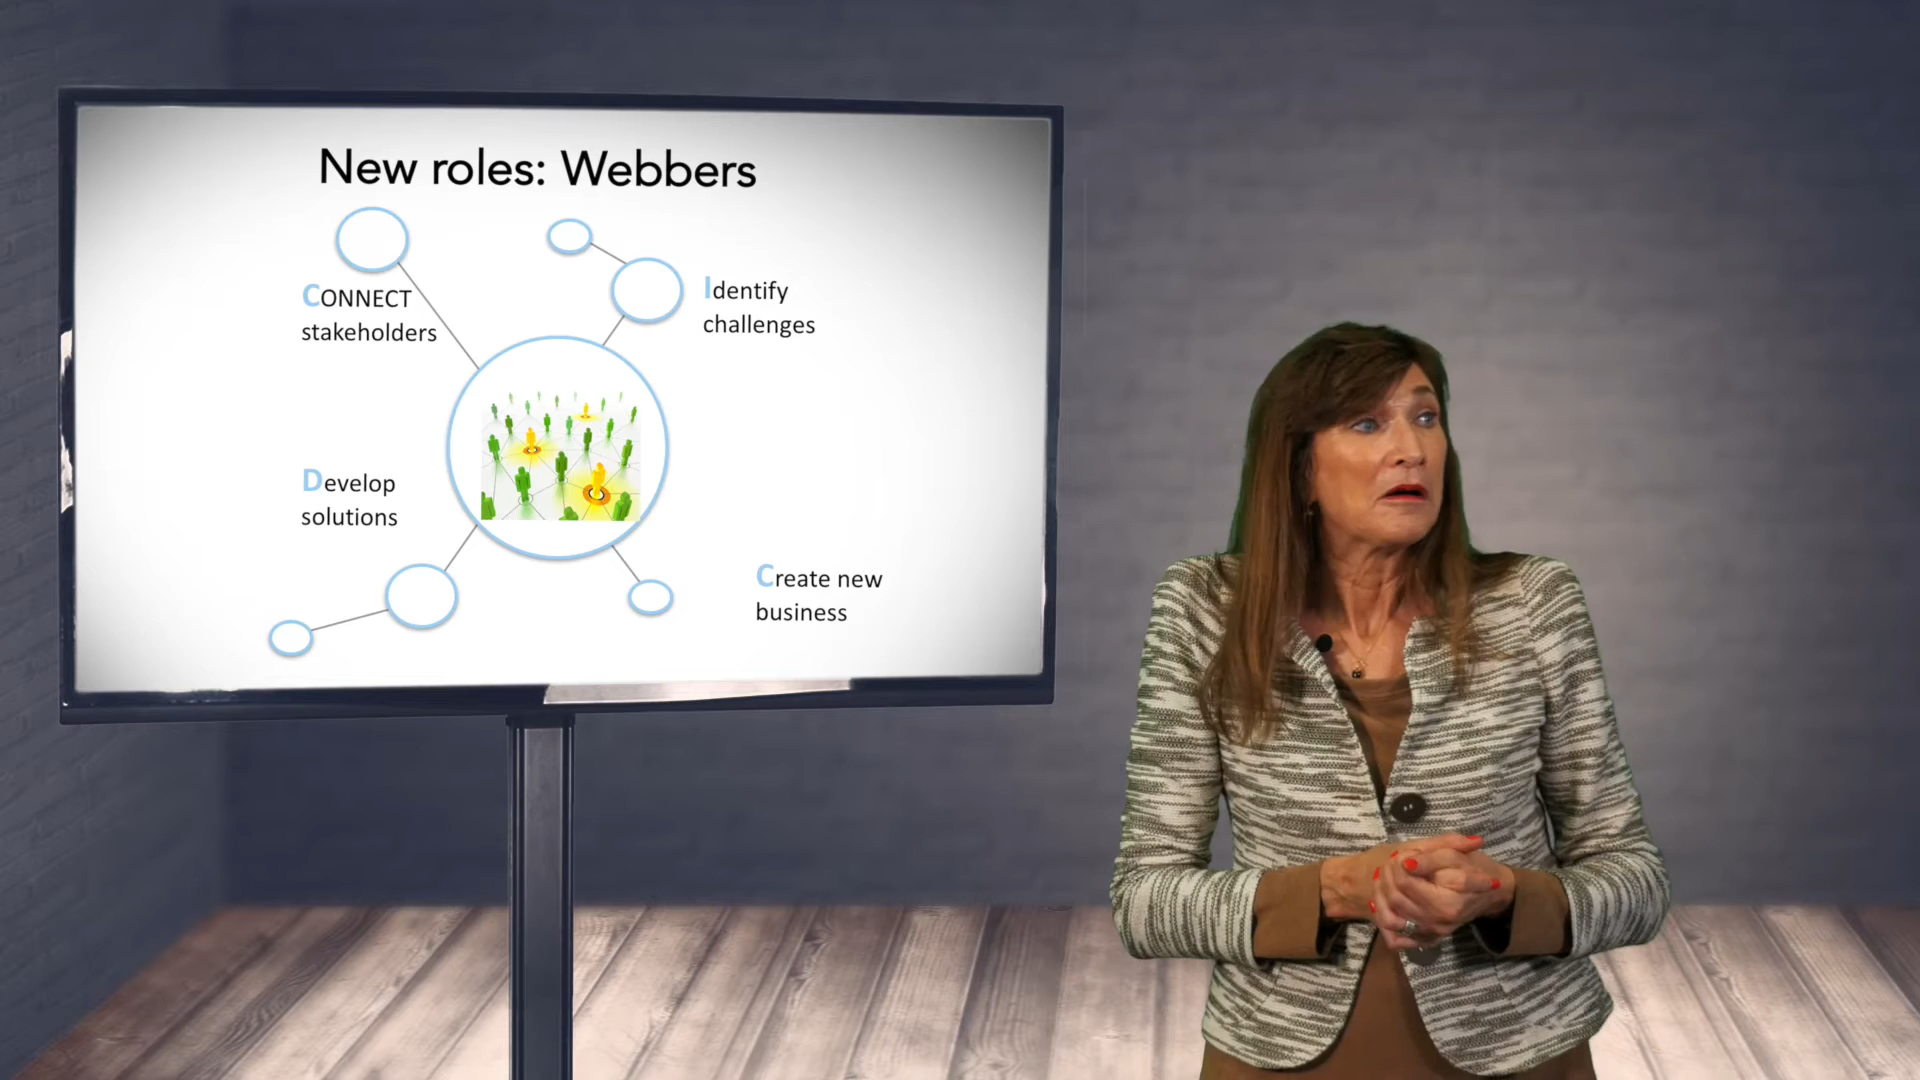 New roles: Webbers
CONNECT
stakeholders
Identify
challenges
Develop
solutions
Create new
business